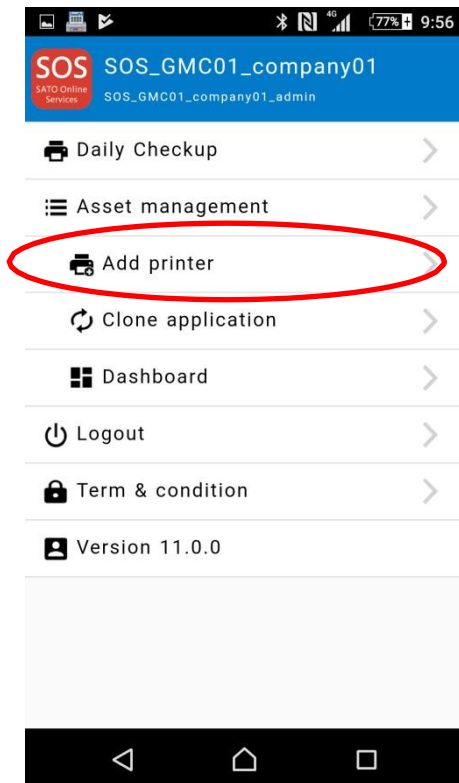 4G 77% 9:56
SOS SOS_GMC01_company01
SATO Online
Services SOS_GMC01_company01_admin
Daily Checkup
Asset management
Add printer
Clone application
Dashboard
Logout
Term & condition
Version 11.0.0